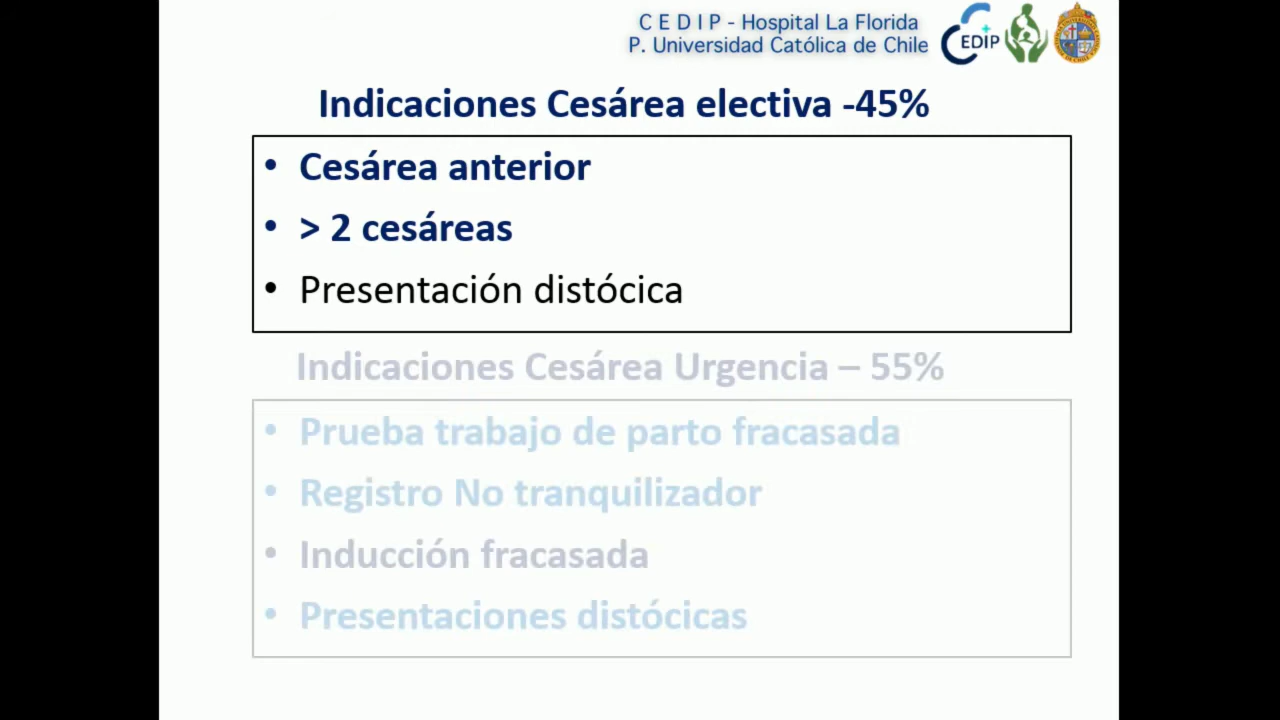 C E D I P - Hospital La Florida
P. Universidad Católica de Chile
EDIP
Indicaciones Cesárea electiva -45%
• Cesárea anterior
• > 2 cesáreas
• Presentación distócica
Indicaciones Cesárea Urgencia – 55%
• Prueba trabajo de parto fracasada
• Registro No tranquilizador
• Inducción fracasada
• Presentaciones distócicas